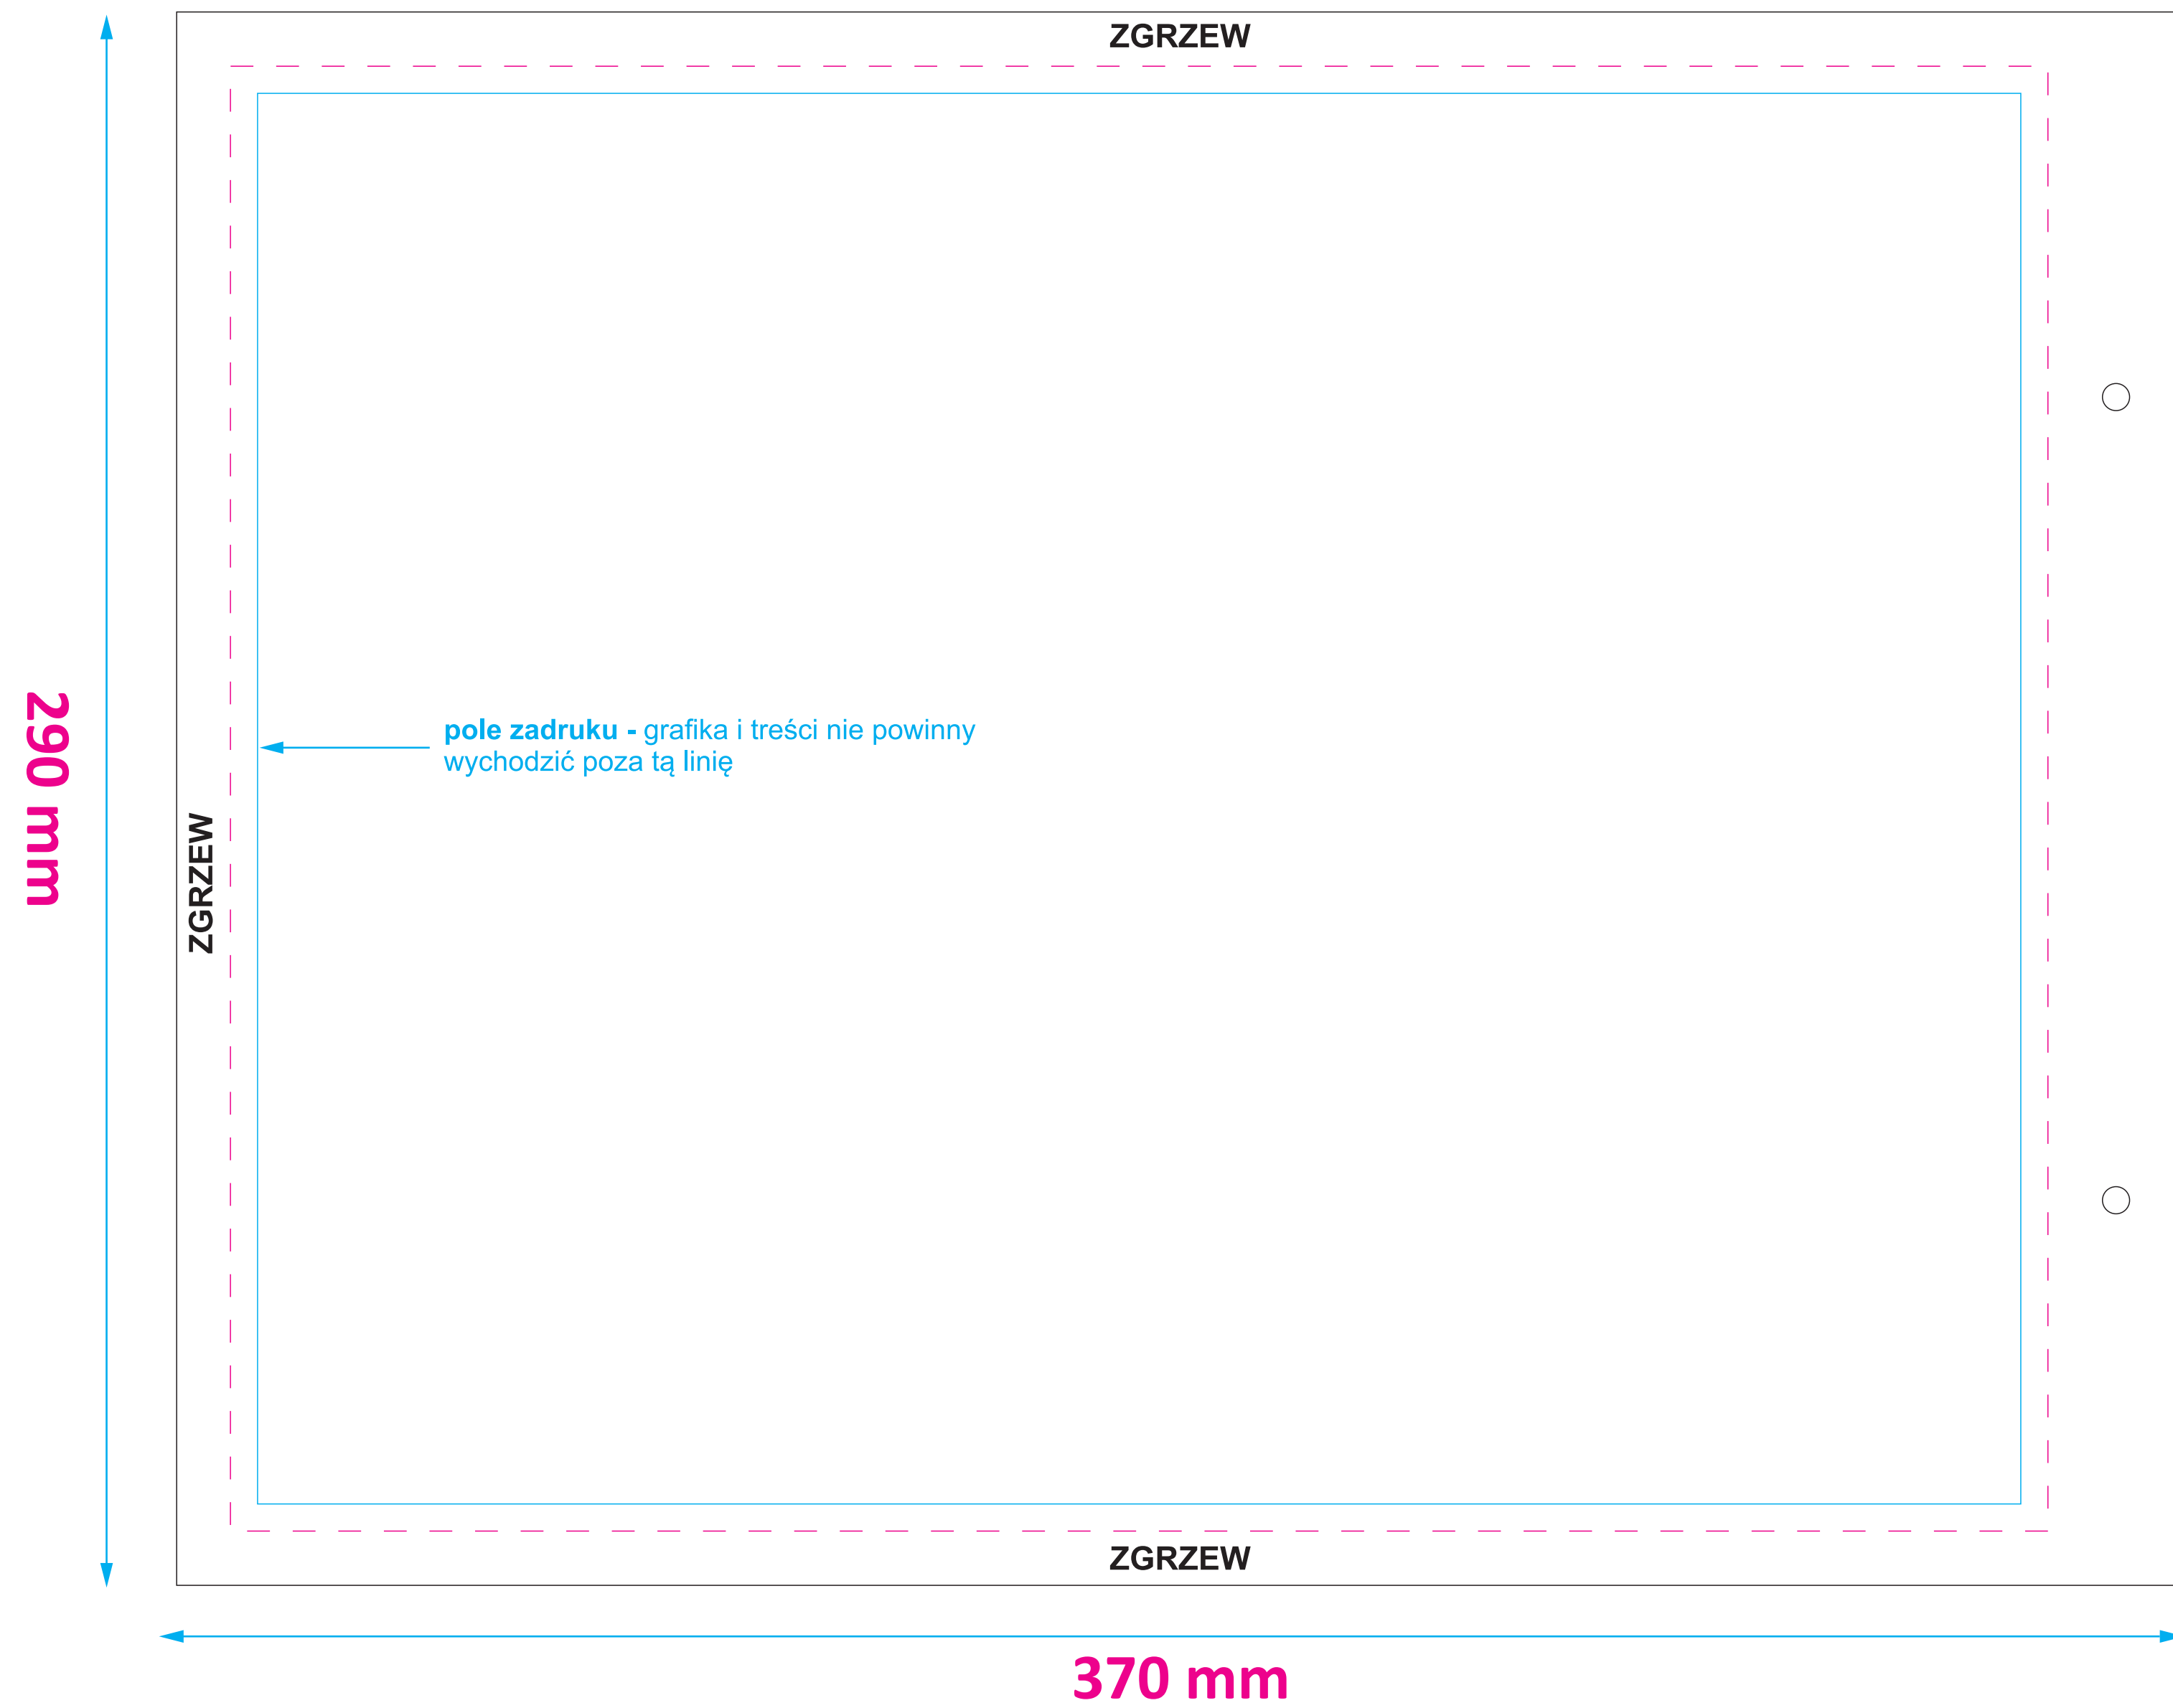 ZGRZEW
pole zadruku - grafika i treści nie powinny
wychodzić poza tą linię
290 mm
ZGRZEW
ZGRZEW
370 mm